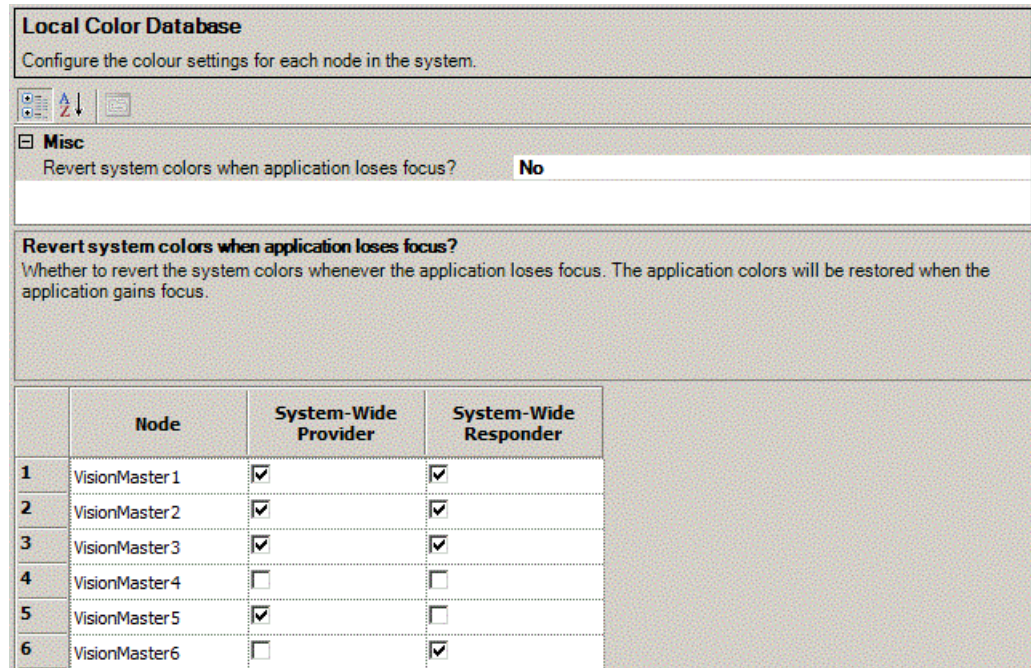 Local Color Database
Configure the colour settings for each node in the system.
A
Z
Misc
Revert system colors when application loses focus? No
Revert system colors when application loses focus?
Whether to revert the system colors whenever the application loses focus. The application colors will be restored when the
application gains focus.
Node System-Wide Provider System-Wide Responder
1 VisionMaster1
2 VisionMaster2
3 VisionMaster3
4 VisionMaster4
5 VisionMaster5
6 VisionMaster6